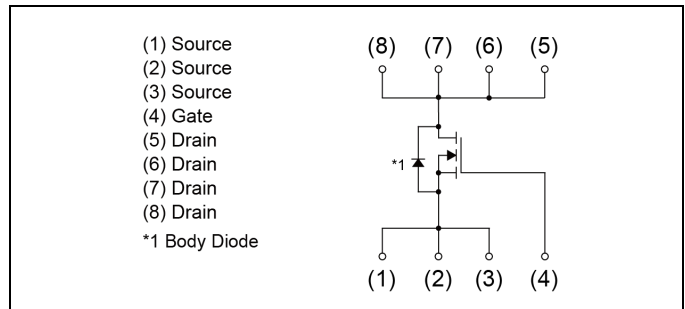 (1) Source
(2) Source
(3) Source
(4) Gate
(5) Drain
(6) Drain
(7) Drain
(8) Drain
*1 Body Diode
(8) (7) (6) (5)
*1
(1) (2) (3) (4)